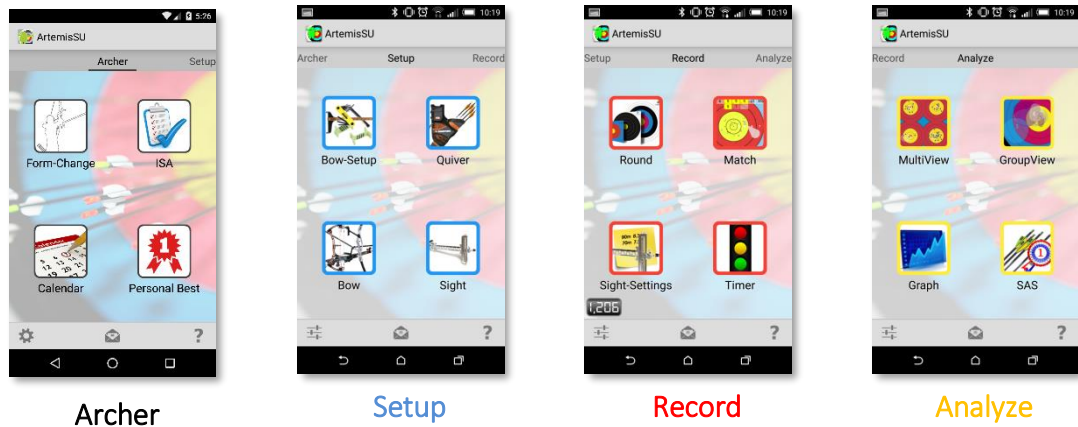 5:26
ArtemisSU
Archer Setup
Form-Change ISA
Calendar Personal Best
?
Archer
10:19
ArtemisSU
Archer Setup Record
Bow-Setup Quiver
Bow Sight
?
Setup
10:19
ArtemisSU
Setup Record Analyze
Round Match
Sight-Settings Timer
1,206
?
Record
10:19
ArtemisSU
Record Analyze
MultiView GroupView
Graph SAS
?
Analyze